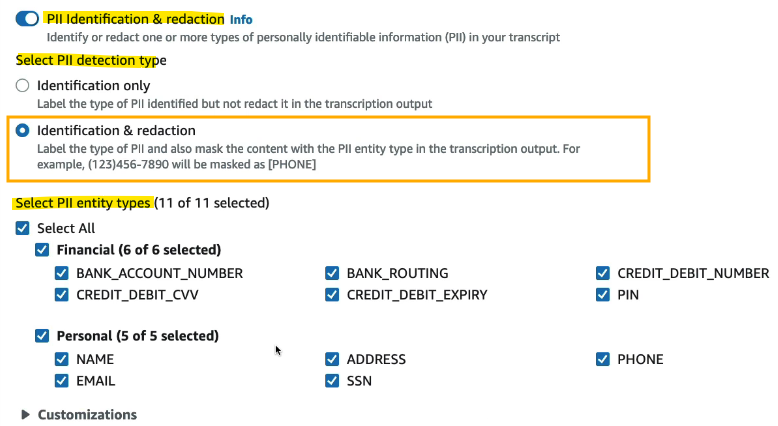 PII Identification & redaction Info
Identify or redact one or more types of personally identifiable information (PII) in your transcript
Select PII detection type
Identification only
Label the type of PII identified but not redact it in the transcription output
Identification & redaction
Label the type of PII and also mask the content with the PII entity type in the transcription output. For
example, (123)456-7890 will be masked as [PHONE]
Select PII entity types (11 of 11 selected)
Select All
Financial (6 of 6 selected)
BANK_ACCOUNT_NUMBER BANK_ROUTING CREDIT_DEBIT_NUMBER
CREDIT_DEBIT_CVV CREDIT_DEBIT_EXPIRY PIN
Personal (5 of 5 selected)
NAME ADDRESS PHONE
EMAIL SSN
Customizations